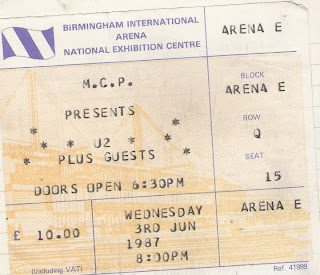 BIRMINGHAM INTERNATIONAL
ARENA
NATIONAL EXHIBITION CENTRE
ARENA E
M.C.P.
PRESENTS
* * * U2 * * *
* PLUS GUESTS *
DOORS OPEN 6:30PM
BLOCK
ARENA E
ROW
Q
SEAT
15
£ 10.00
(Including VAT)
WEDNESDAY
3RD JUN
1987
8:00PM
ARENA E
Ref. 41999